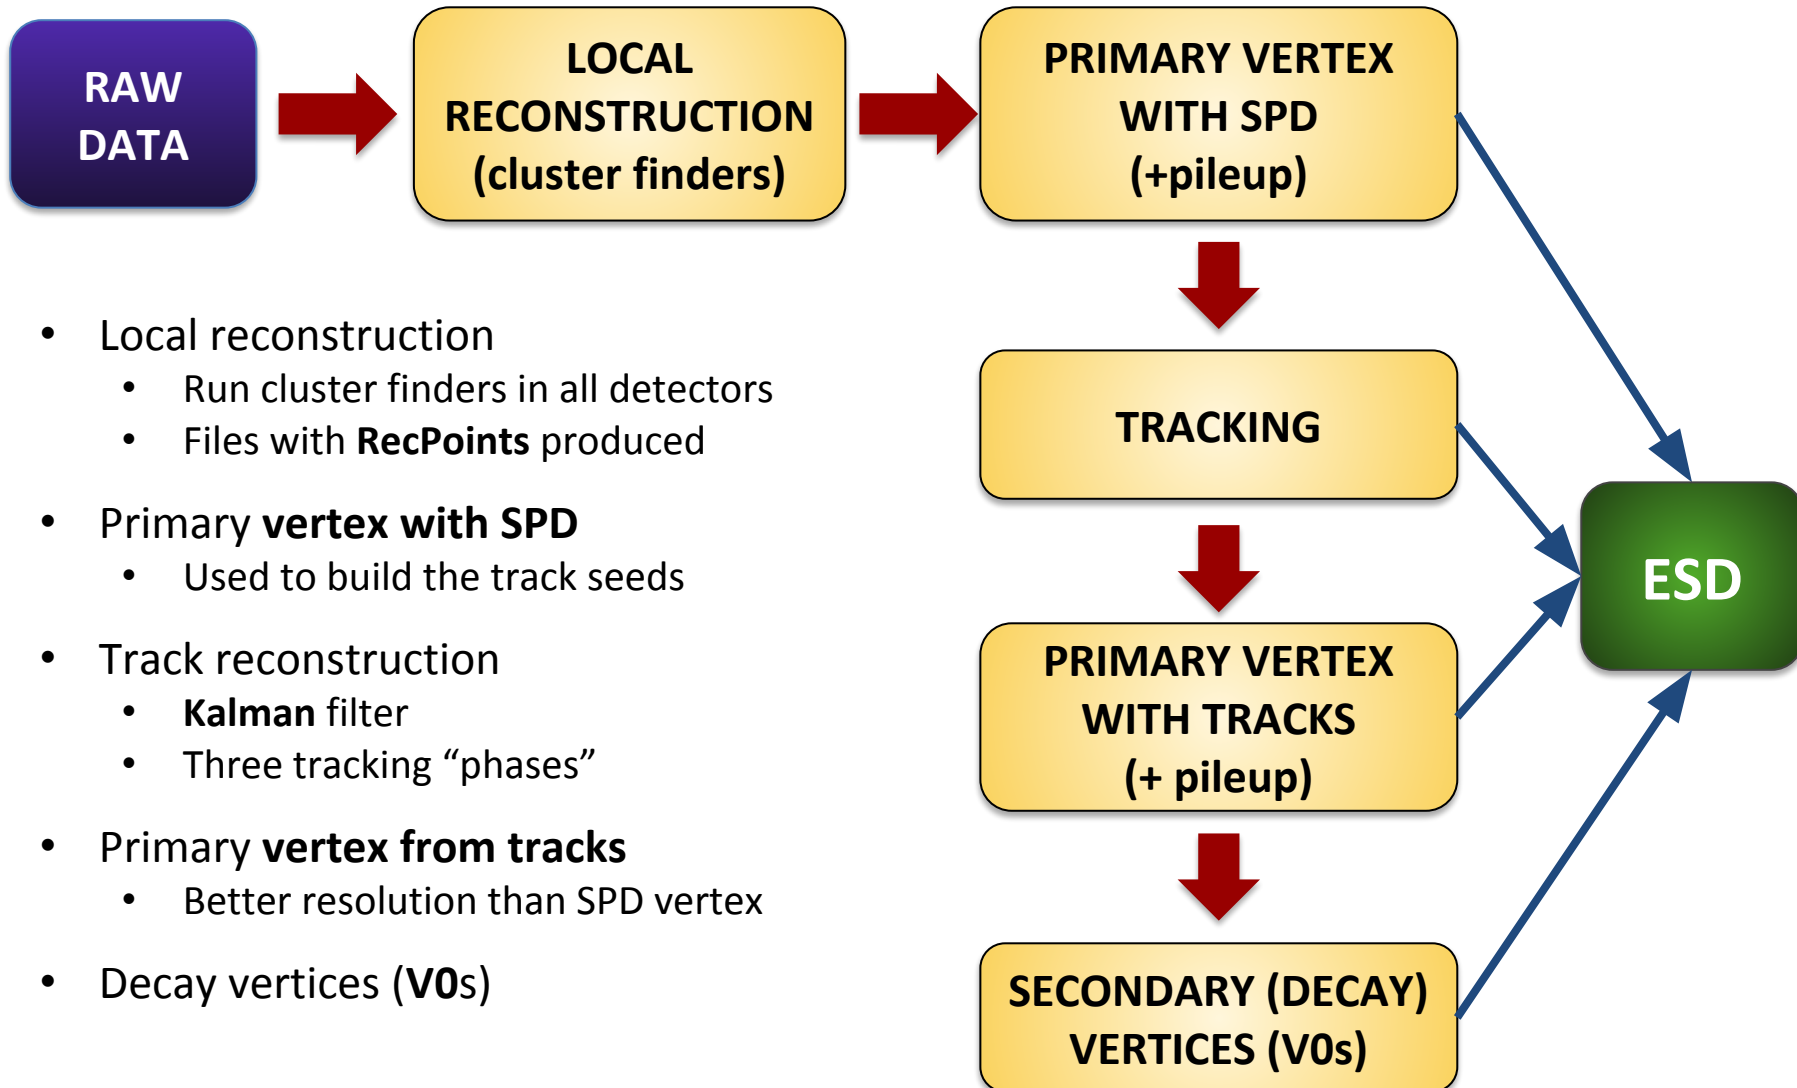 RAW
DATA
LOCAL
RECONSTRUCTION
(cluster finders)
PRIMARY VERTEX
WITH SPD
(+pileup)
TRACKING
PRIMARY VERTEX
WITH TRACKS
(+ pileup)
SECONDARY (DECAY)
VERTICES (V0s)
ESD
• Local reconstruction
• Run cluster finders in all detectors
• Files with RecPoints produced
• Primary vertex with SPD
• Used to build the track seeds
• Track reconstruction
• Kalman filter
• Three tracking “phases”
• Primary vertex from tracks
• Better resolution than SPD vertex
• Decay vertices (V0s)